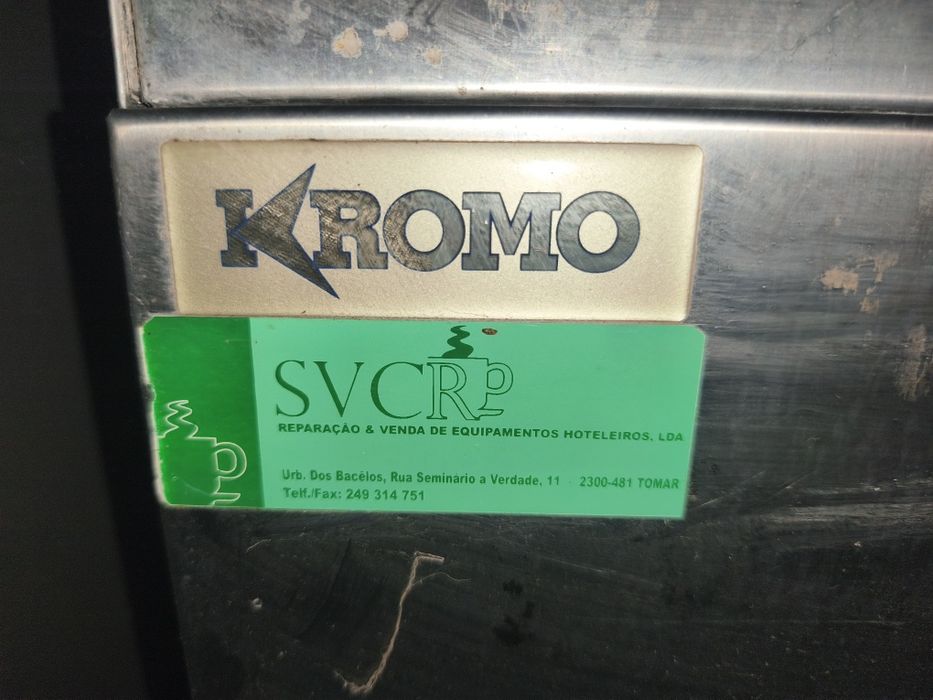 KROMO
SVCR
REPARAÇÃO & VENDA DE EQUIPAMENTOS HOTELEIROS, LDA
Urb. Dos Bacêlos, Rua Seminário a Verdade, 11 - 2300-481 TOMAR
Telf./Fax: 249 314 751